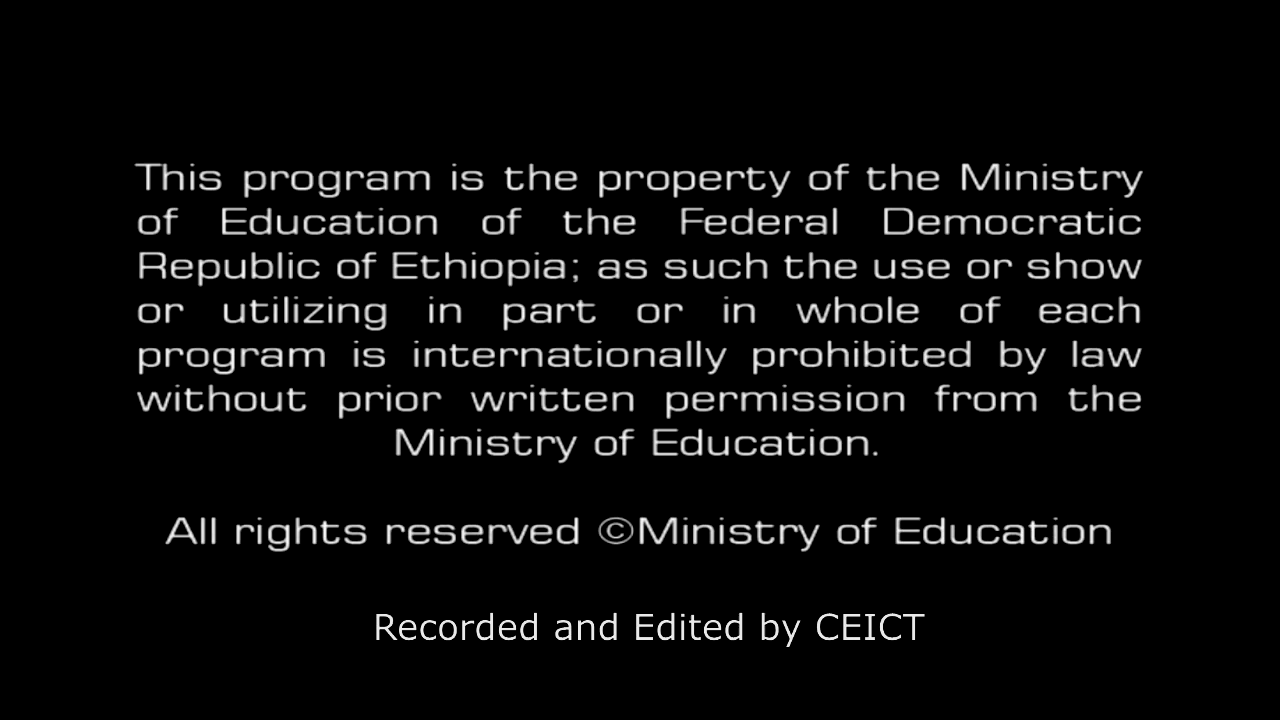 This program is the property of the Ministry
of Education of the Federal Democratic
Republic of Ethiopia; as such the use or show
or utilizing in part or in whole of each
program is internationally prohibited by law
without prior written permission from the
Ministry of Education.
All rights reserved ©Ministry of Education
Recorded and Edited by CEICT